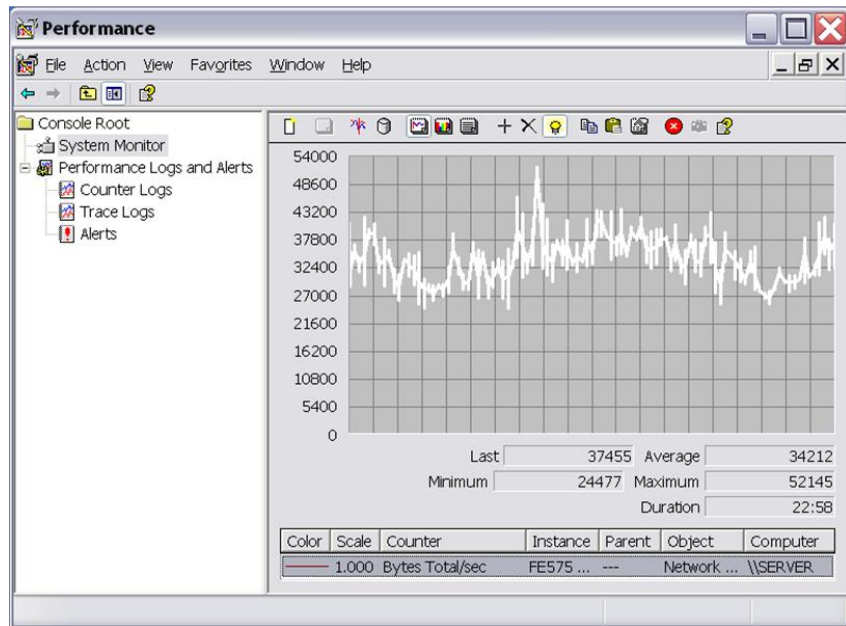 Performance
File Action View Favorites Window Help
Console Root
System Monitor
Performance Logs and Alerts
Counter Logs
Trace Logs
Alerts
54000
48600
43200
37800
32400
27000
21600
16200
10800
5400
0
Last 37455 Average 34212
Minimum 24477 Maximum 52145
Duration 22:58
Color Scale Counter Instance Parent Object Computer
1.000 Bytes Total/sec FE575 ... --- Network ... \\SERVER